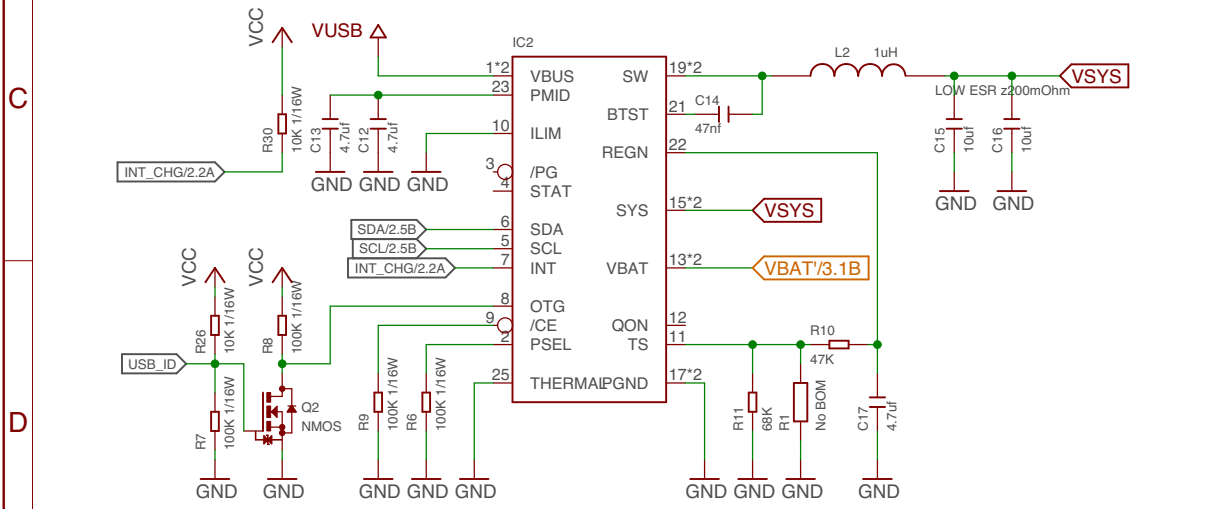 C
D
VCC
VUSB
R30
10K 1/16W
C13
4.7uf
C12
4.7uf
GND
GND
GND
INT_CHG/2.2A
IC2
1*2
VBUS
23
PMID
10
ILIM
3
/PG
4
STAT
6
SDA
5
SCL
7
INT
8
OTG
9
/CE
2
PSEL
25
THERMAL
SW
19*2
BTST
21
REGN
22
SYS
15*2
VBAT
13*2
QON
12
TS
11
PGND
17*2
SDA/2.5B
SCL/2.5B
INT_CHG/2.2A
C14
47nf
L2
1uH
VSYS
LOW ESR z200mOhm
C15
10uf
C16
10uf
GND
GND
VSYS
VBAT'/3.1B
VCC
VCC
R26
10K 1/16W
R8
100K 1/16W
USB_ID
R7
100K 1/16W
Q2
NMOS
R9
100K 1/16W
R6
100K 1/16W
R10
47K
R11
68K
R1
No BOM
C17
4.7uf
GND
GND
GND
GND
GND
GND
GND
GND
GND